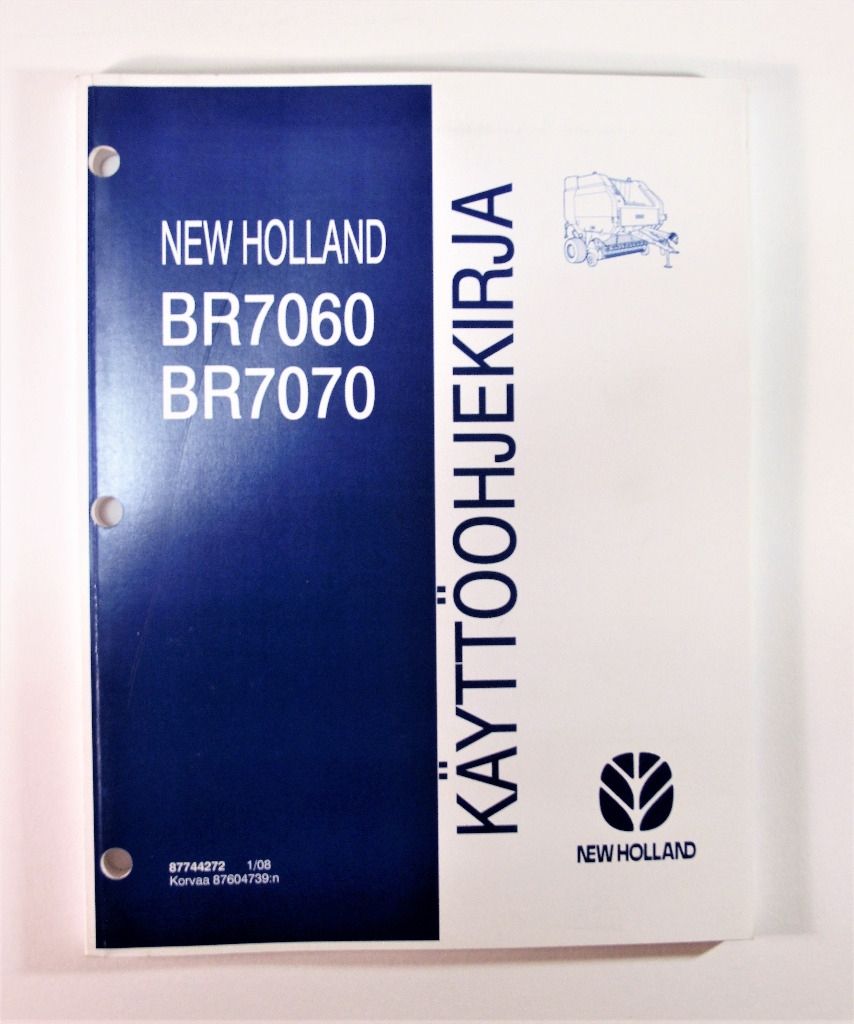 NEW HOLLAND
BR7060
BR7070
87744272 1/08
Korvaa 87604739:n
KÄYTTÖOHJEKIRJA
NEW HOLLAND